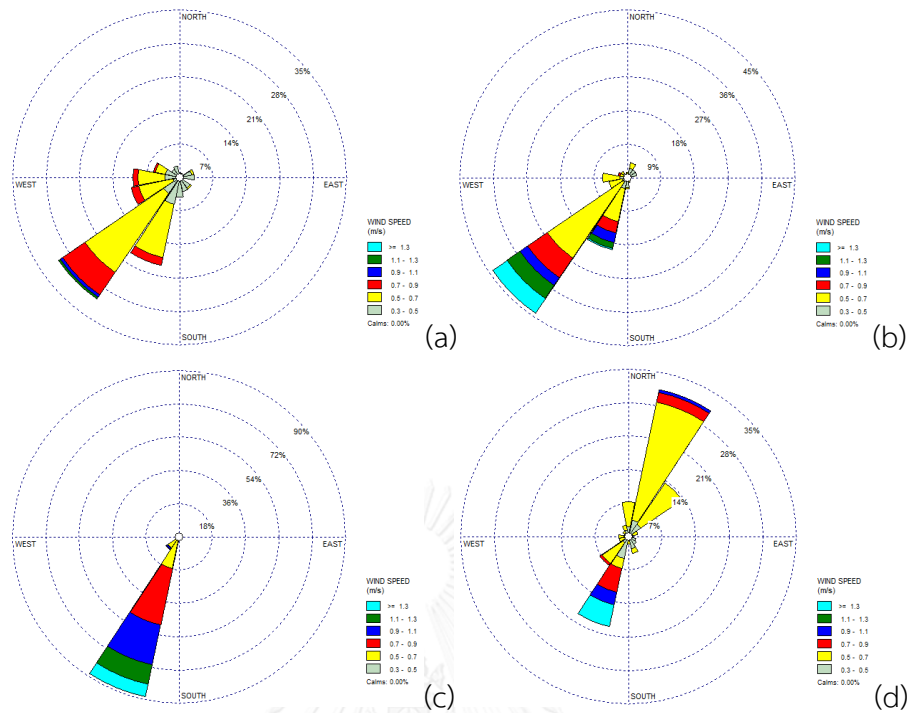 NORTH
35%
28%
21%
14%
7%
WEST
EAST
SOUTH
WIND SPEED
(m/s)
>= 1.3
1.1 - 1.3
0.9 - 1.1
0.7 - 0.9
0.5 - 0.7
0.3 - 0.5
Calms: 0.00%
(a)
NORTH
45%
36%
27%
18%
9%
WEST
EAST
SOUTH
WIND SPEED
(m/s)
>= 1.3
1.1 - 1.3
0.9 - 1.1
0.7 - 0.9
0.5 - 0.7
0.3 - 0.5
Calms: 0.00%
(b)
NORTH
90%
72%
54%
36%
18%
WEST
EAST
SOUTH
WIND SPEED
(m/s)
>= 1.3
1.1 - 1.3
0.9 - 1.1
0.7 - 0.9
0.5 - 0.7
0.3 - 0.5
Calms: 0.00%
(c)
NORTH
35%
28%
21%
14%
7%
WEST
EAST
SOUTH
WIND SPEED
(m/s)
>= 1.3
1.1 - 1.3
0.9 - 1.1
0.7 - 0.9
0.5 - 0.7
0.3 - 0.5
Calms: 0.00%
(d)